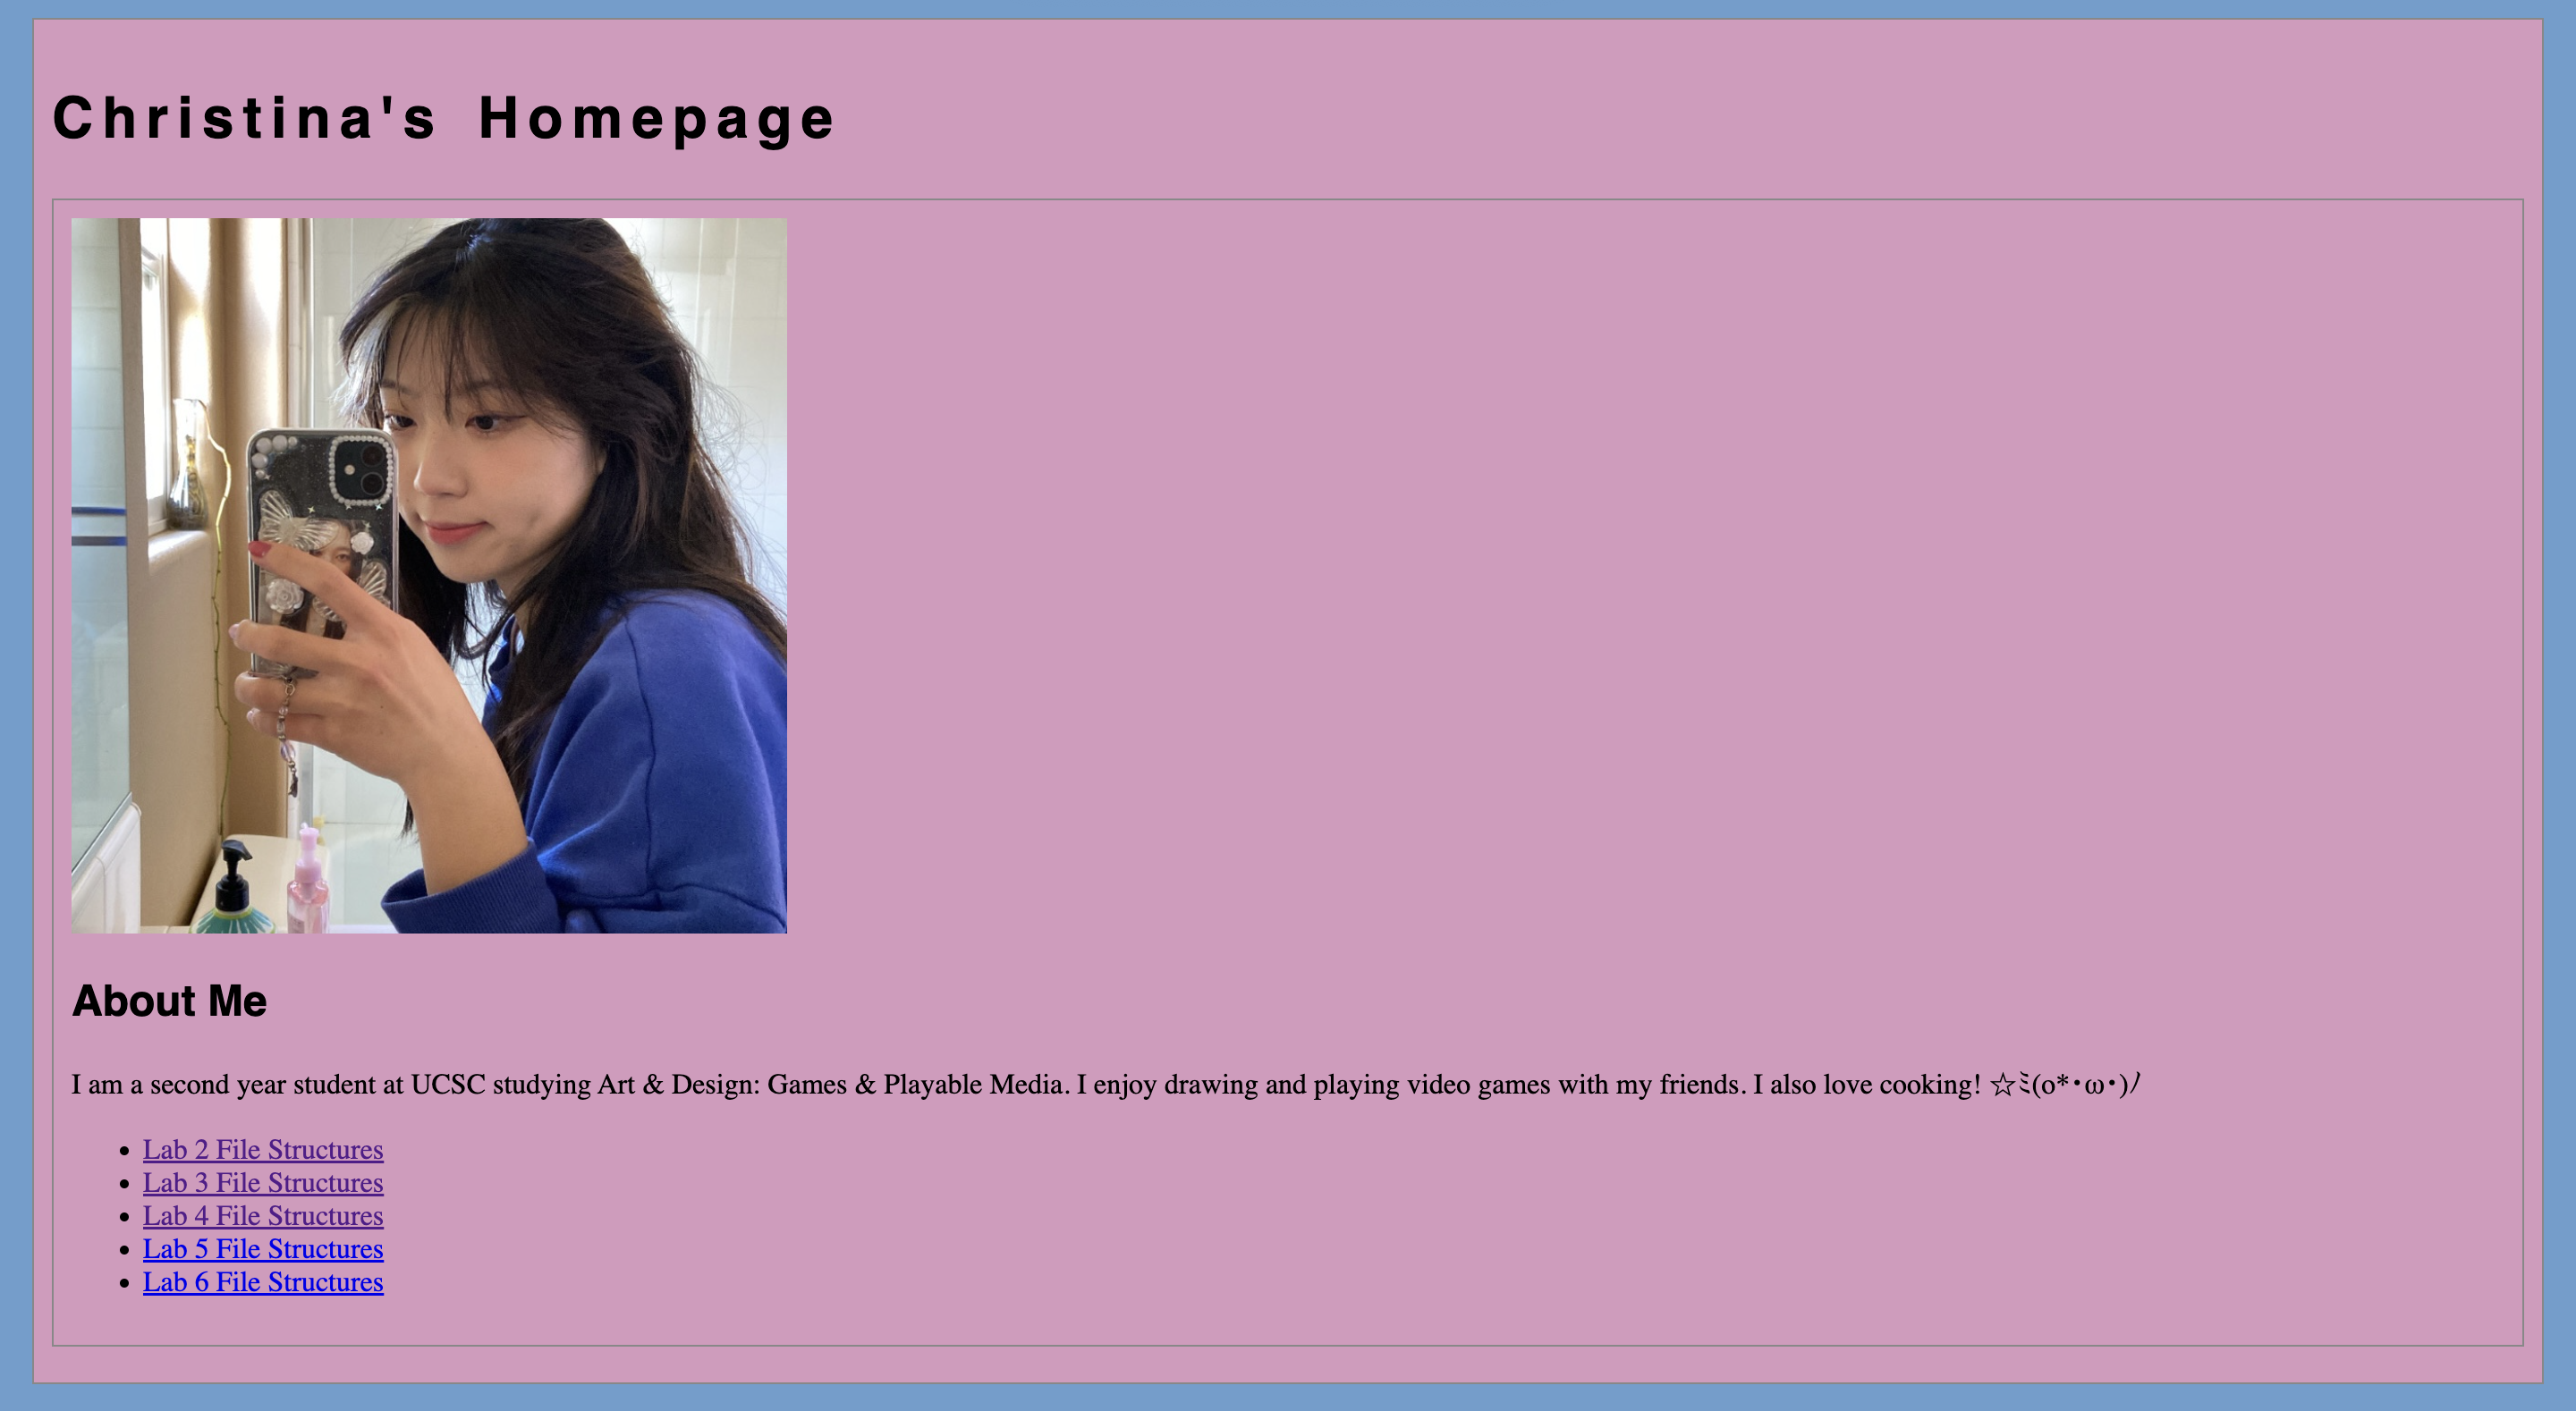 Christina's Homepage
About Me
I am a second year student at UCSC studying Art & Design: Games & Playable Media. I enjoy drawing and playing video games with my friends. I also love cooking! ☆ﾐ(o*･ω･)ﾉ
Lab 2 File Structures
Lab 3 File Structures
Lab 4 File Structures
Lab 5 File Structures
Lab 6 File Structures